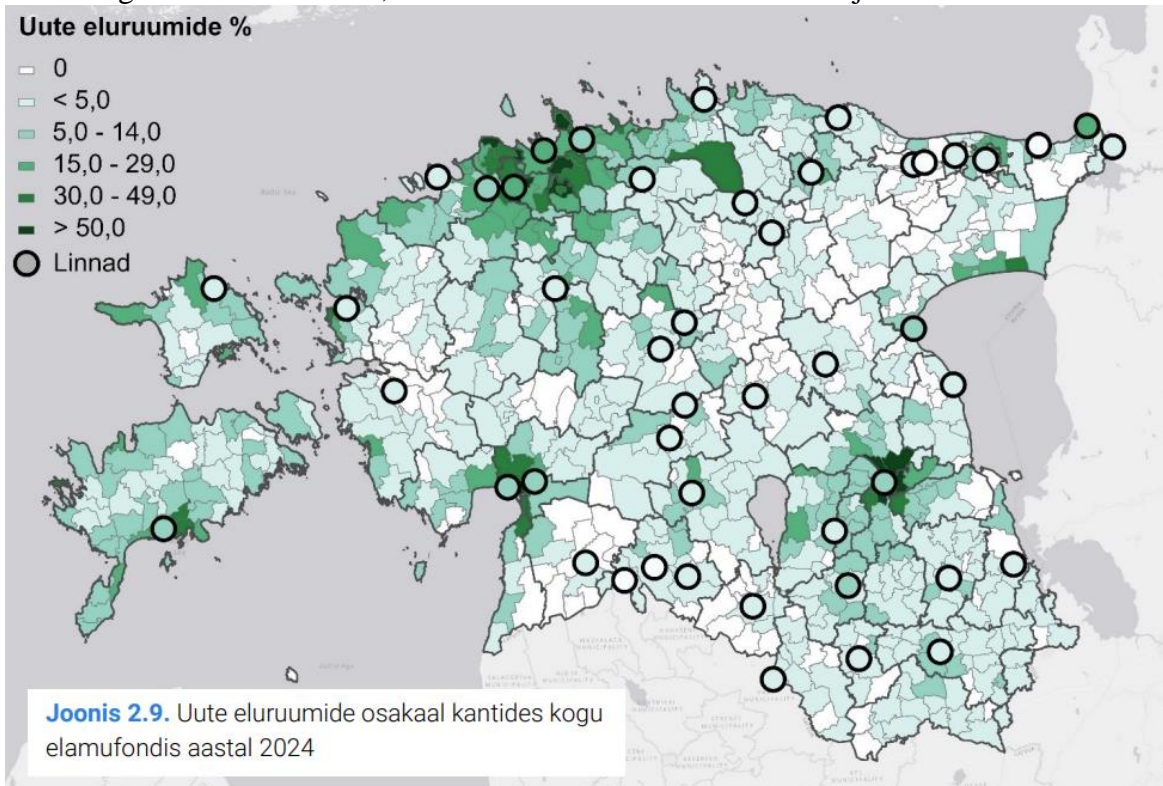 Uute eluruumide %
0
< 5,0
5,0 - 14,0
15,0 - 29,0
30,0 - 49,0
> 50,0
Linnad
Joonis 2.9. Uute eluruumide osakaal kantides kogu
elamufondis aastal 2024